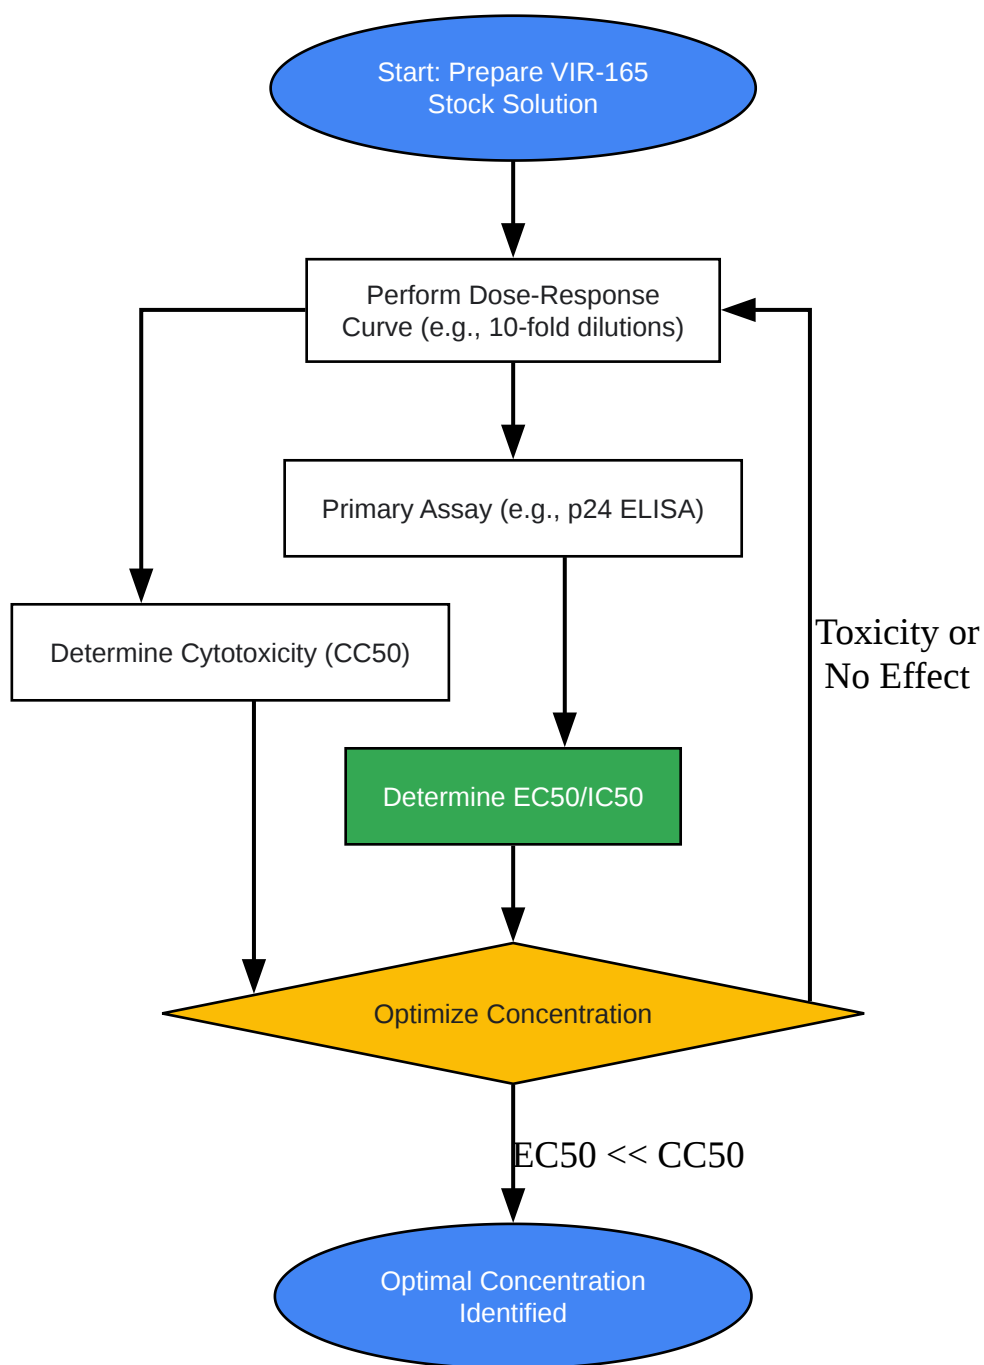 Start: Prepare VIR-165
Stock Solution
Perform Dose-Response
Curve (e.g., 10-fold dilutions)
Primary Assay (e.g., p24 ELISA)
Determine Cytotoxicity (CC50)
Toxicity or
No Effect
Determine EC50/IC50
Optimize Concentration
EC50 << CC50
Optimal Concentration
Identified